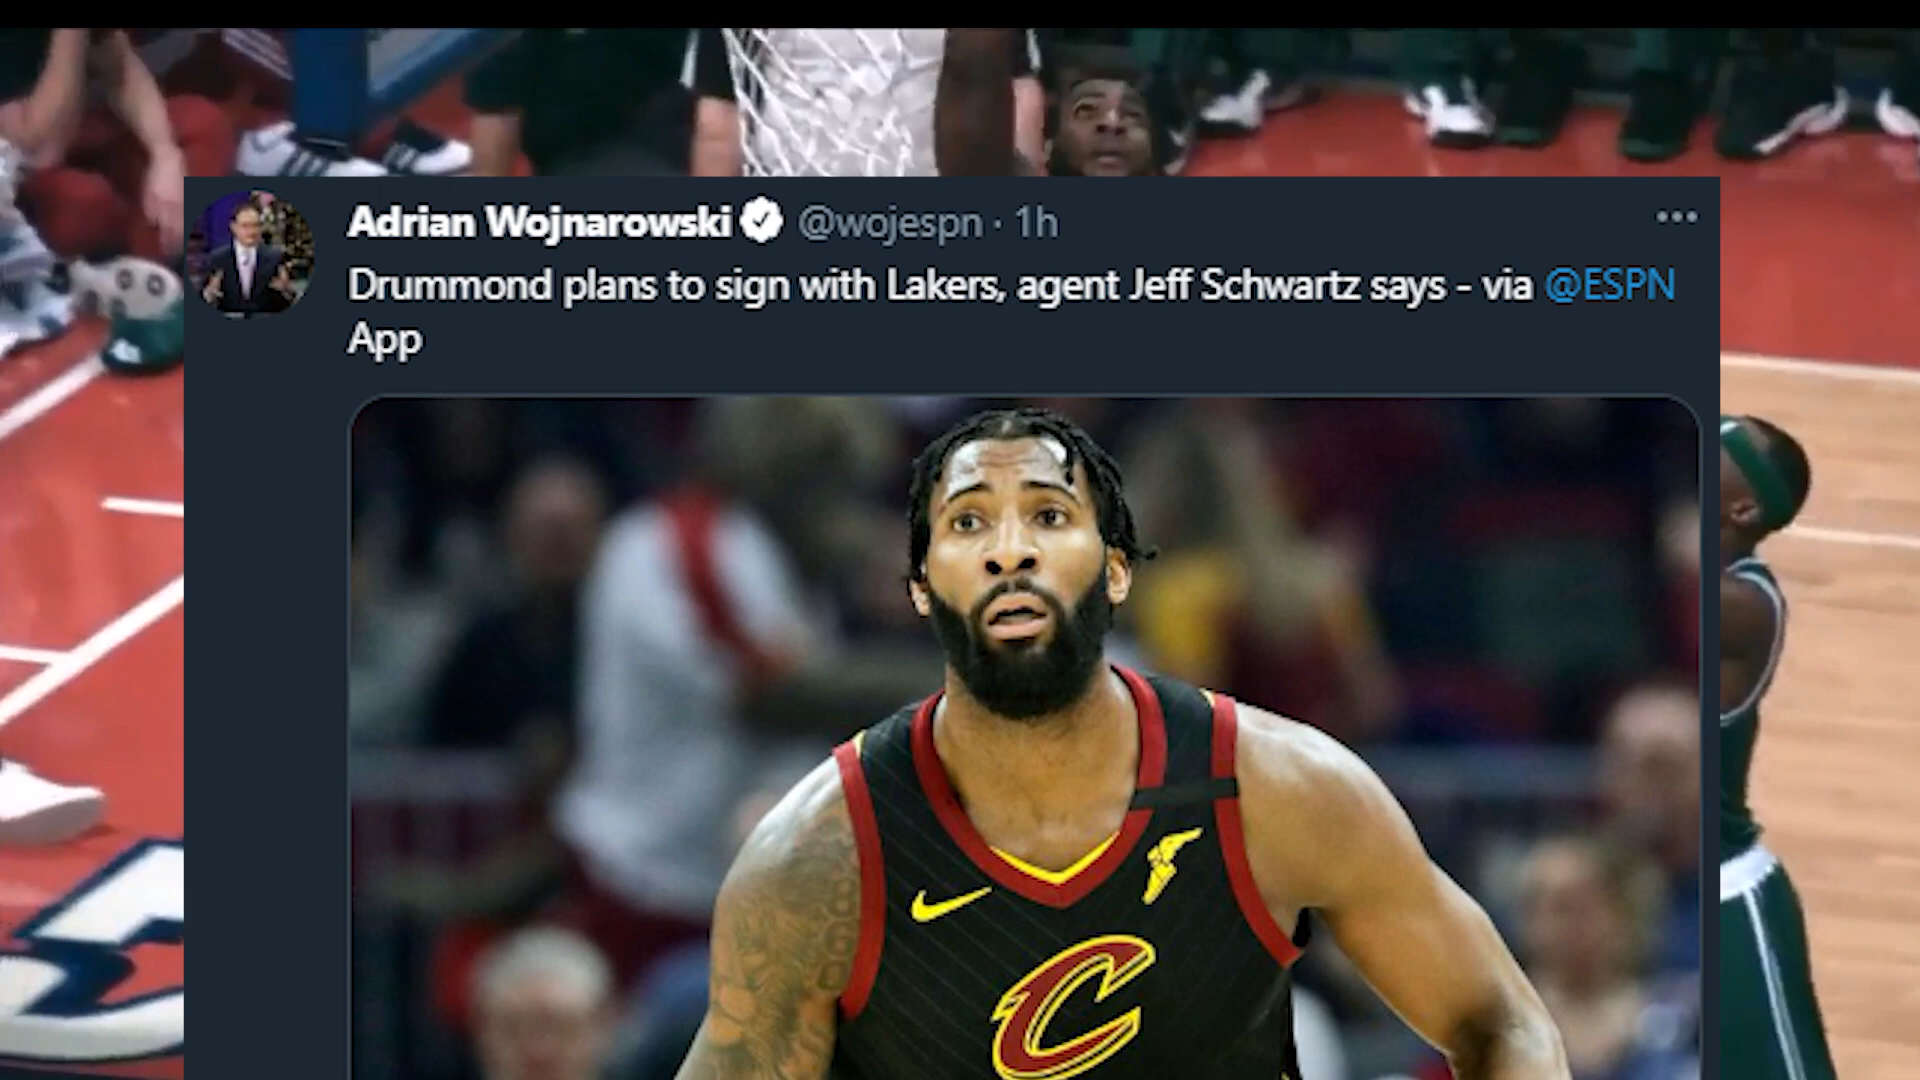 Adrian Wojnarowski @wojespn · 1h
Drummond plans to sign with Lakers, agent Jeff Schwartz says - via @ESPN
App
C